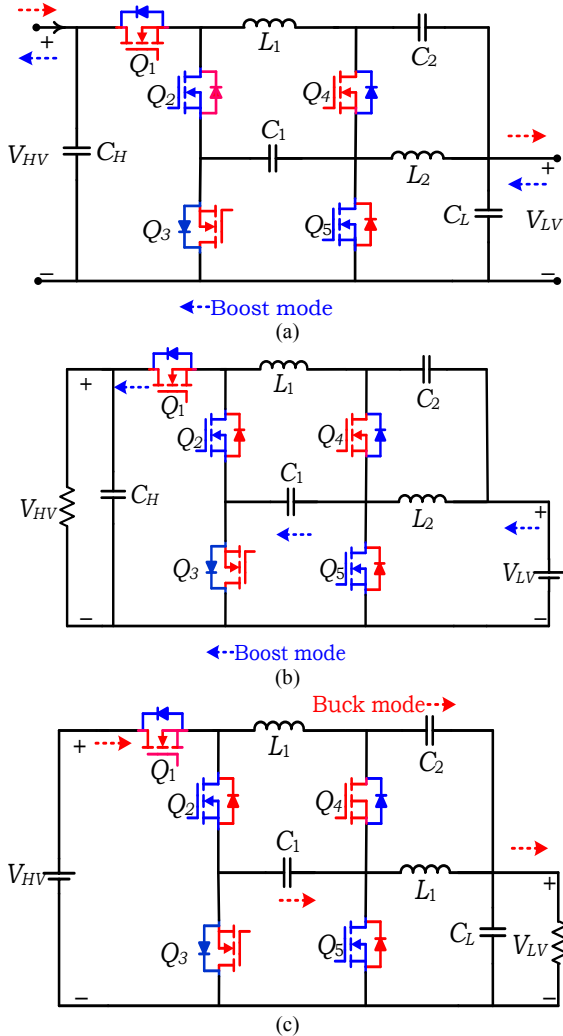 Q1
L1
C2
+
Q2
Q4
+
C1
VHV
CH
L2
+
Q3
Q5
CL
VLV
−
−
Boost mode
(a)
+
Q1
L1
C2
Q2
Q4
C1
VHV
CH
L2
+
Q3
Q5
VLV
−
−
Boost mode
(b)
Buck mode
+
Q1
L1
C2
Q2
Q4
C1
VHV
L1
+
Q3
Q5
CL
VLV
−
−
(c)